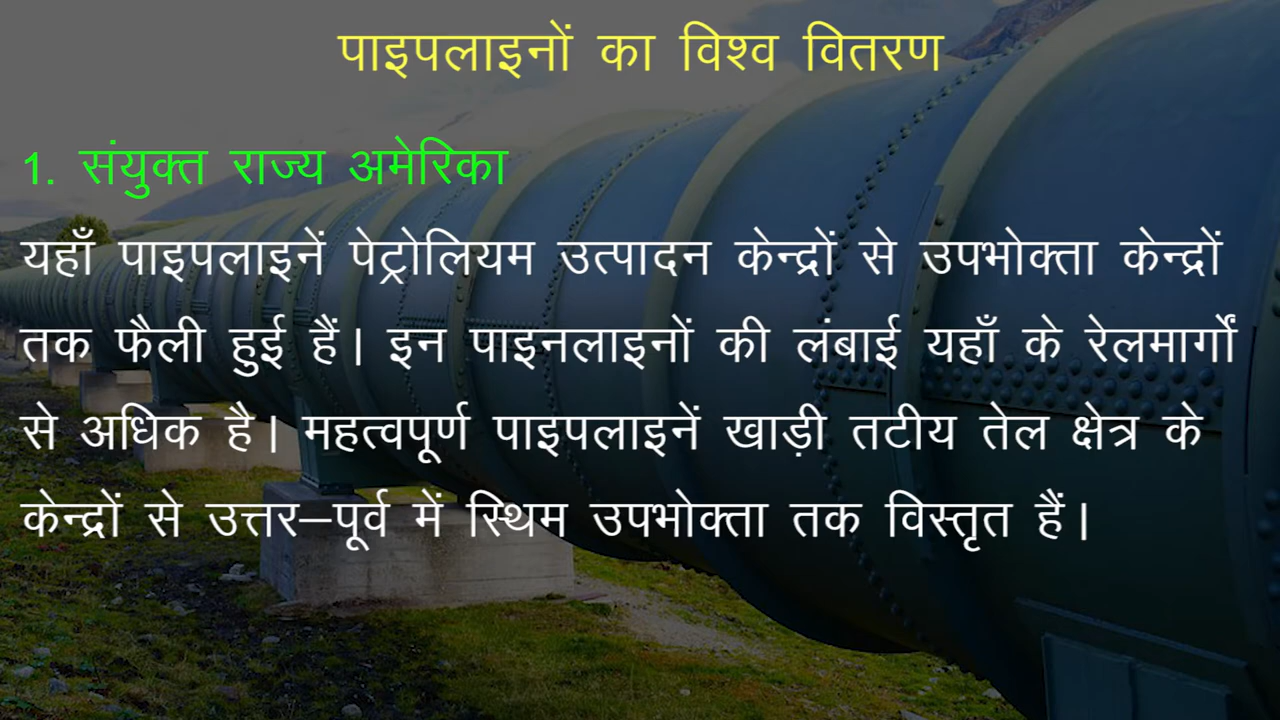 पाइपलाइनों का विश्व वितरण
1. संयुक्त राज्य अमेरिका
यहाँ पाइपलाइनें पेट्रोलियम उत्पादन केन्द्रों से उपभोक्ता केन्द्रों
तक फैली हुई हैं। इन पाइनलाइनों की लंबाई यहाँ के रेलमार्गों
से अधिक है। महत्वपूर्ण पाइपलाइनें खाड़ी तटीय तेल क्षेत्र के
केन्द्रों से उत्तर–पूर्व में स्थिम उपभोक्ता तक विस्तृत हैं।